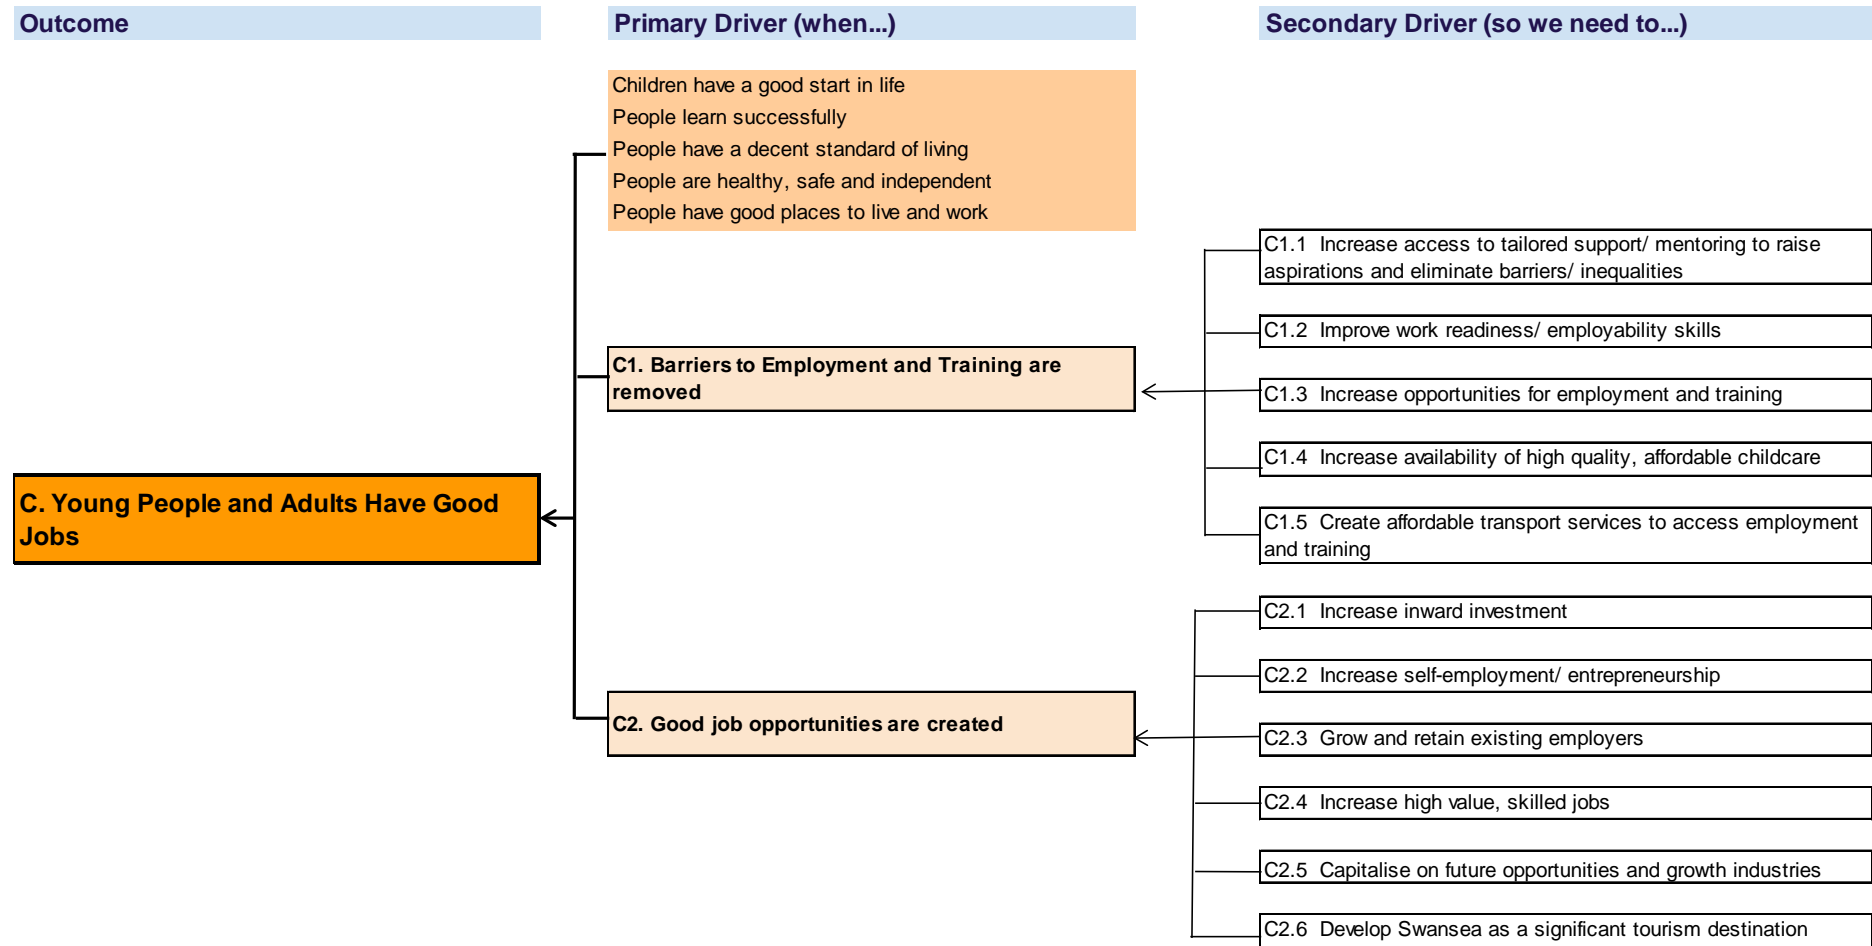 Outcome
Primary Driver (when...)
Secondary Driver (so we need to...)
Children have a good start in life
People learn successfully
People have a decent standard of living
People are healthy, safe and independent
People have good places to live and work
C1.1 Increase access to tailored support/ mentoring to raise
aspirations and eliminate barriers/ inequalities
C1.2 Improve work readiness/ employability skills
C1. Barriers to Employment and Training are
removed
C1.3 Increase opportunities for employment and training
C1.4 Increase availability of high quality, affordable childcare
C. Young People and Adults Have Good
Jobs
C1.5 Create affordable transport services to access employment
and training
C2.1 Increase inward investment
C2.2 Increase self-employment/ entrepreneurship
C2. Good job opportunities are created
C2.3 Grow and retain existing employers
C2.4 Increase high value, skilled jobs
C2.5 Capitalise on future opportunities and growth industries
C2.6 Develop Swansea as a significant tourism destination